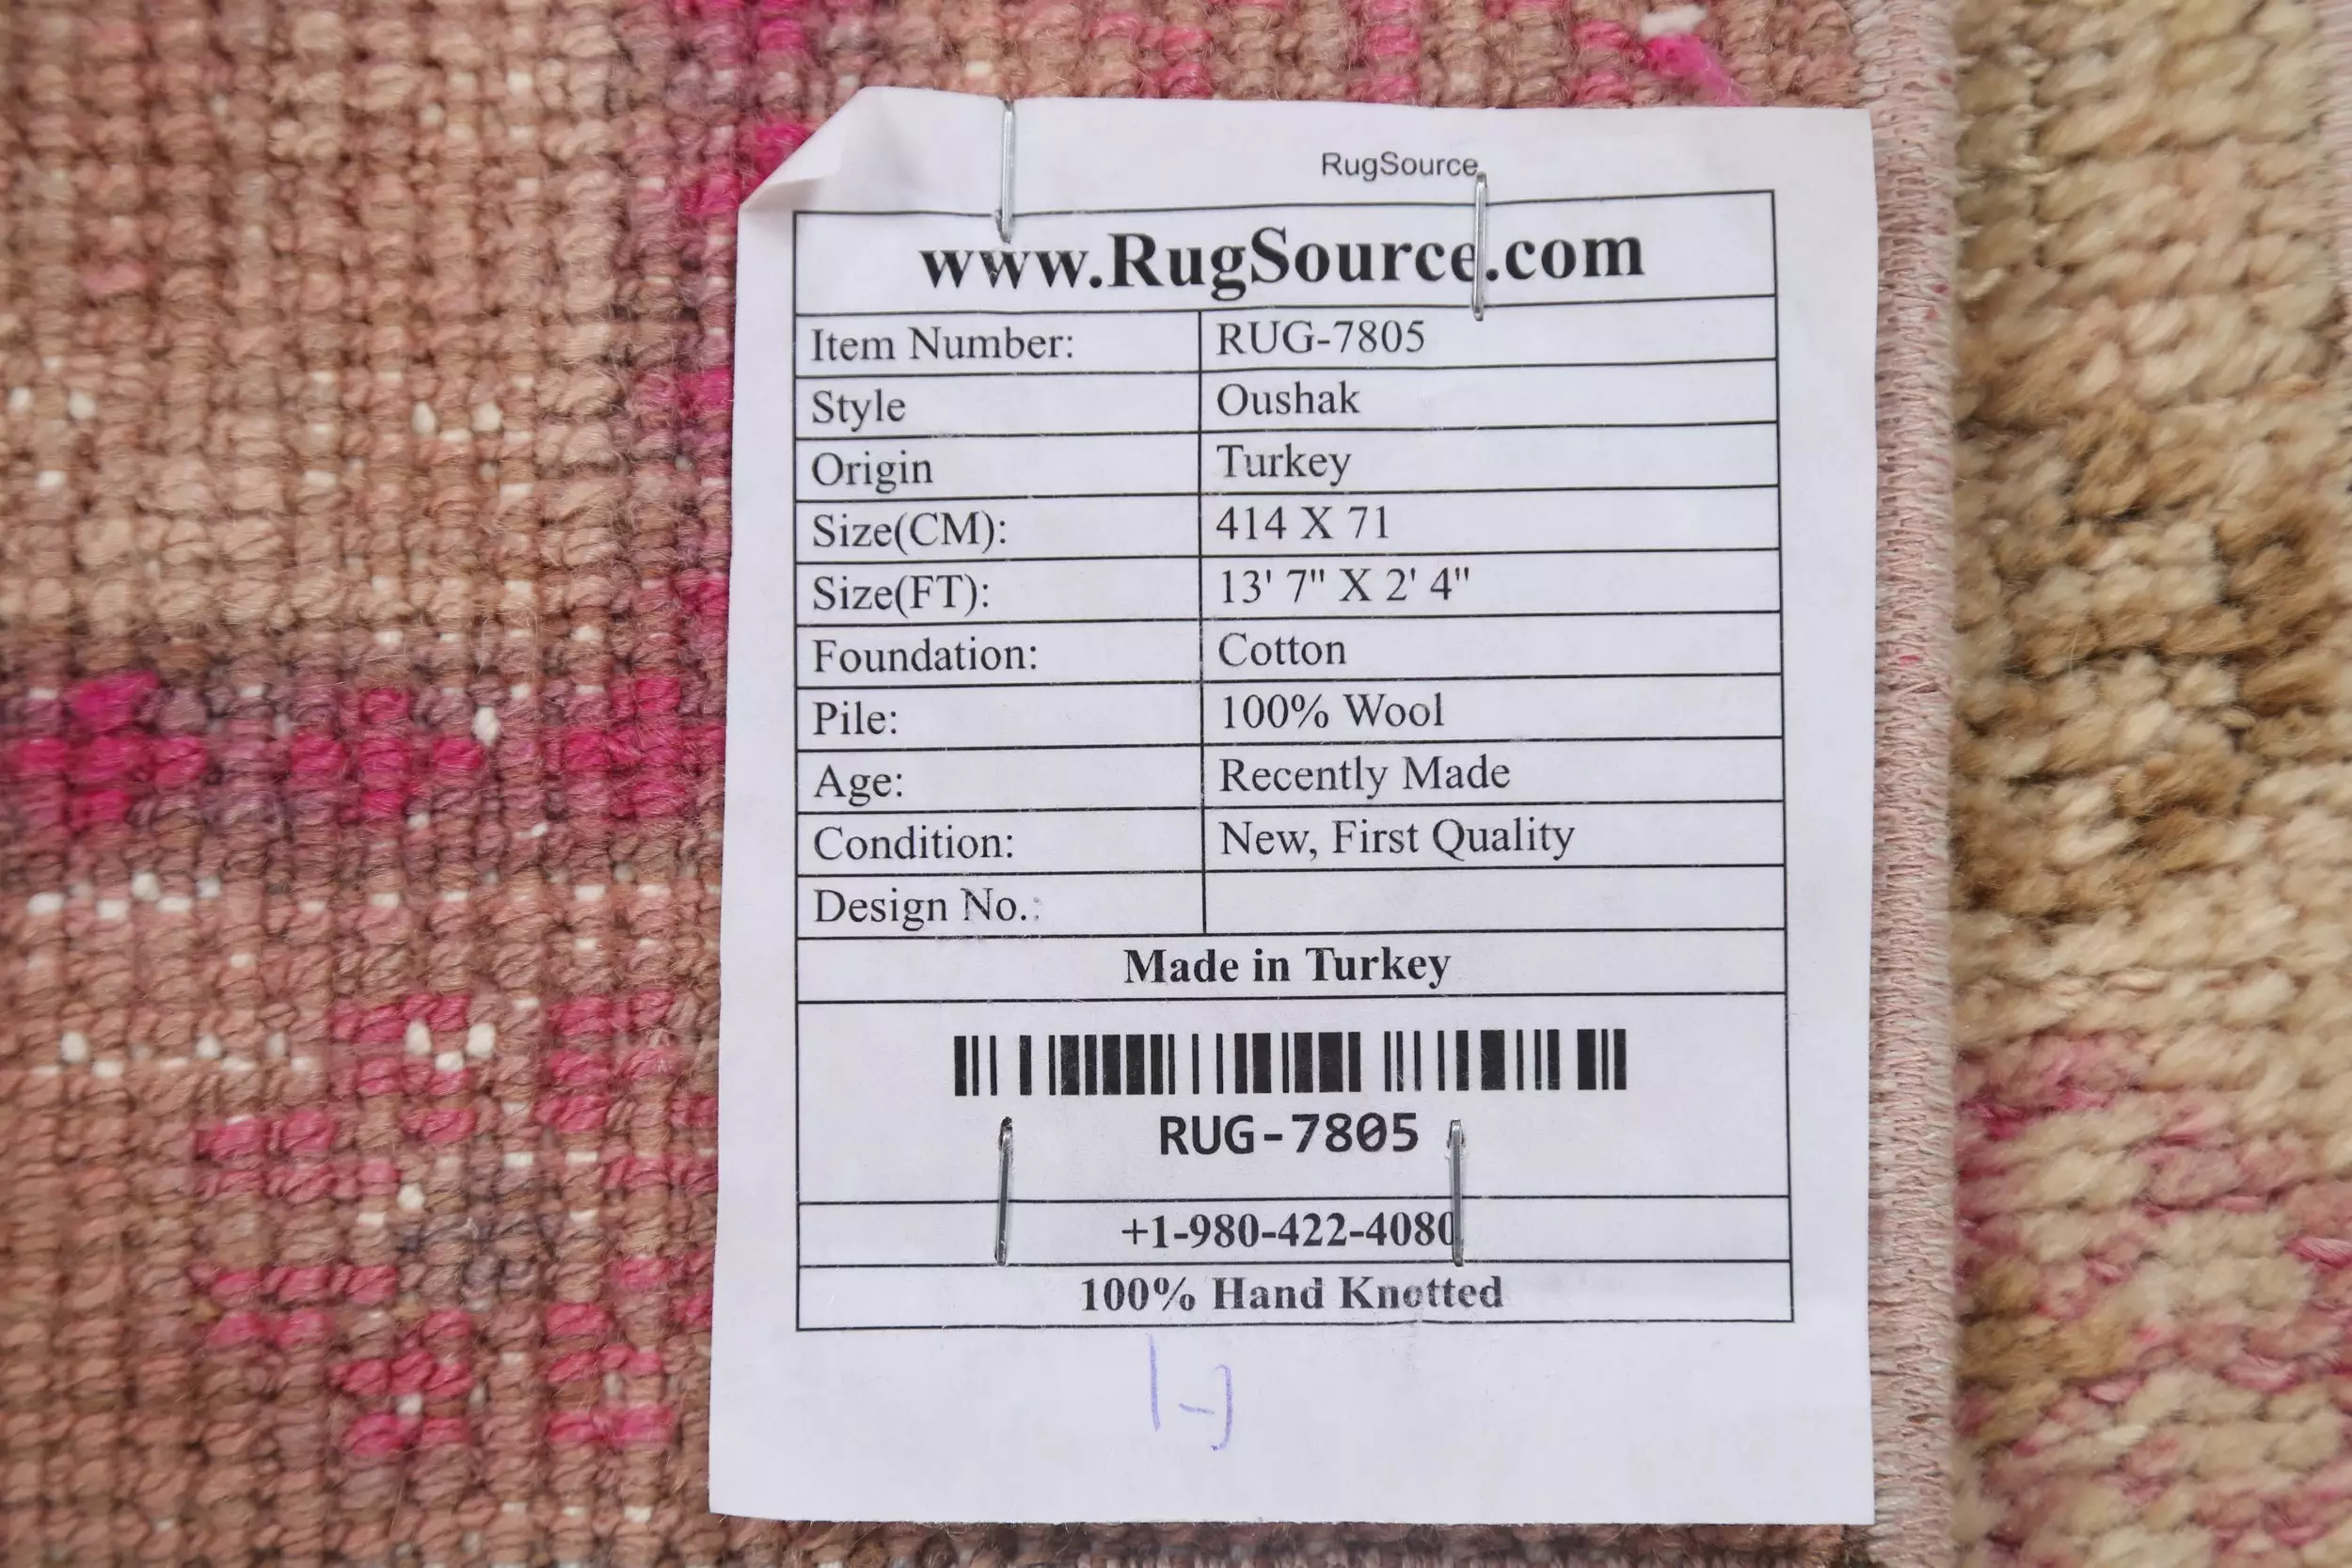 RugSource
www.RugSource.com
Item Number: RUG-7805
Style Oushak
Origin Turkey
Size(CM): 414 X 71
Size(FT): 13' 7" X 2' 4"
Foundation: Cotton
Pile: 100% Wool
Age: Recently Made
Condition: New, First Quality
Design No.:
Made in Turkey
RUG-7805
+1-980-422-4080
100% Hand Knotted